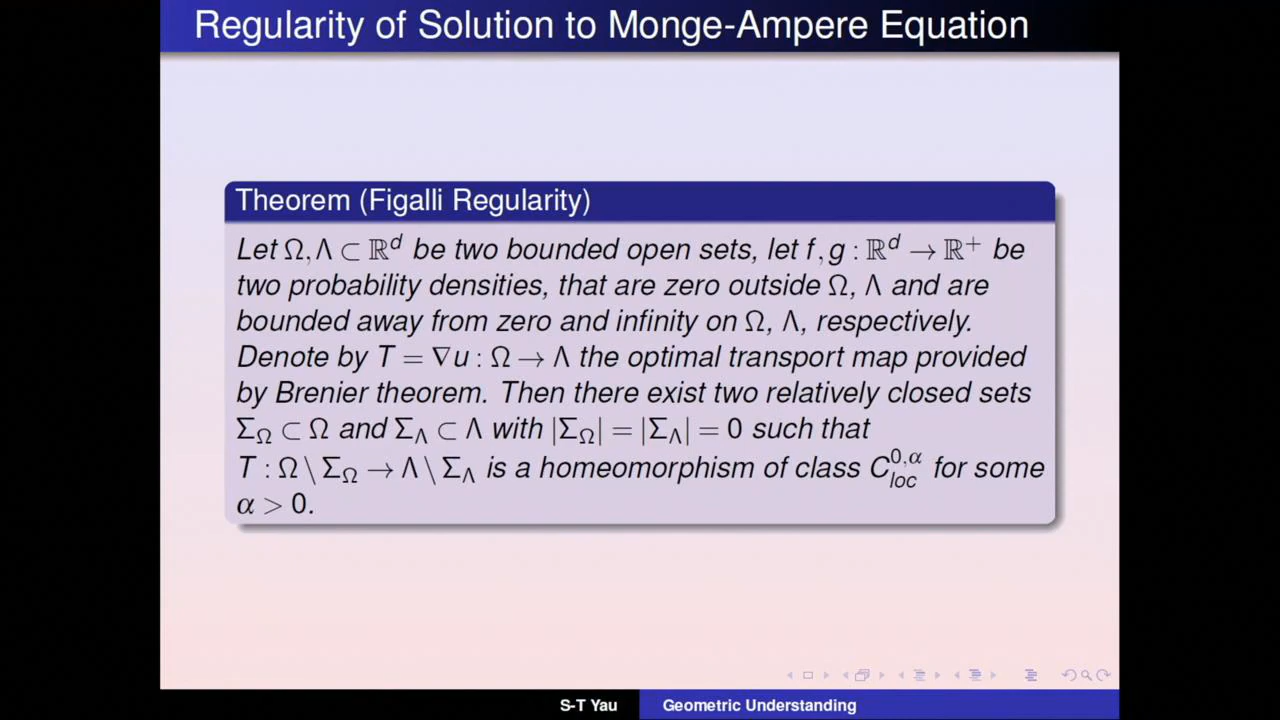 Regularity of Solution to Monge-Ampere Equation
Theorem (Figalli Regularity)
Let Ω, Λ ⊂ ℝ^d be two bounded open sets, let f, g : ℝ^d → ℝ^+ be
two probability densities, that are zero outside Ω, Λ and are
bounded away from zero and infinity on Ω, Λ, respectively.
Denote by T = ∇u : Ω → Λ the optimal transport map provided
by Brenier theorem. Then there exist two relatively closed sets
Σ_Ω ⊂ Ω and Σ_Λ ⊂ Λ with |Σ_Ω| = |Σ_Λ| = 0 such that
T : Ω \ Σ_Ω → Λ \ Σ_Λ is a homeomorphism of class C^{0,α}_{loc} for some
α > 0.
S-T Yau Geometric Understanding